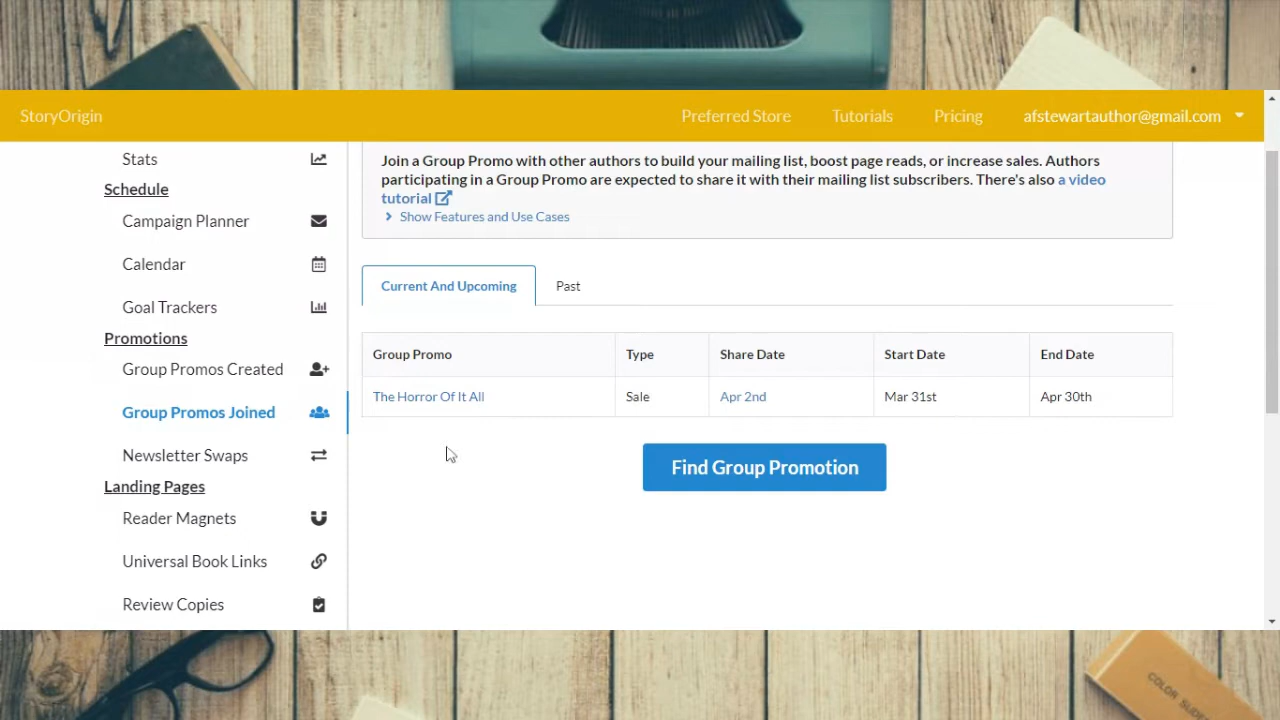 StoryOrigin
Preferred Store
Tutorials
Pricing
afstewartauthor@gmail.com
Stats
Schedule
Campaign Planner
Calendar
Goal Trackers
Promotions
Group Promos Created
Group Promos Joined
Newsletter Swaps
Landing Pages
Reader Magnets
Universal Book Links
Review Copies
Join a Group Promo with other authors to build your mailing list, boost page reads, or increase sales. Authors
participating in a Group Promo are expected to share it with their mailing list subscribers. There's also a video
tutorial
Show Features and Use Cases
Current And Upcoming
Past
Group Promo Type Share Date Start Date End Date
The Horror Of It All Sale Apr 2nd Mar 31st Apr 30th
Find Group Promotion